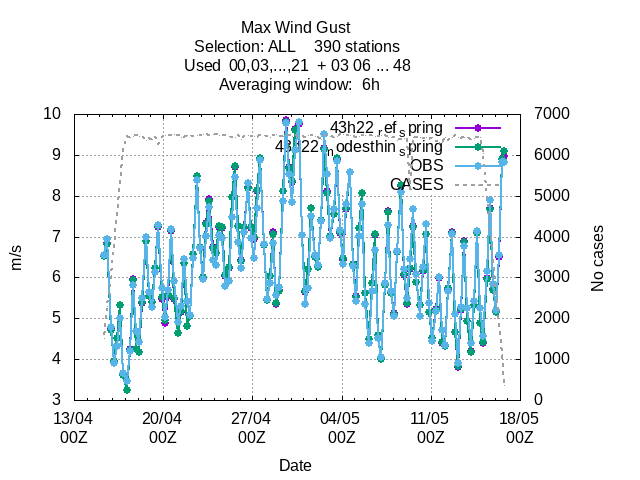 Max Wind Gust
Selection: ALL 390 stations
Used 00,03,...,21 + 03 06 ... 48
Averaging window: 6h
10
9
8
7
6
5
4
3
m/s
7000
6000
5000
4000
3000
2000
1000
0
No cases
43h22_ref_spring
43h22_modesthin_spring
OBS
CASES
13/04 00Z
20/04 00Z
27/04 00Z
04/05 00Z
11/05 00Z
18/05 00Z
Date